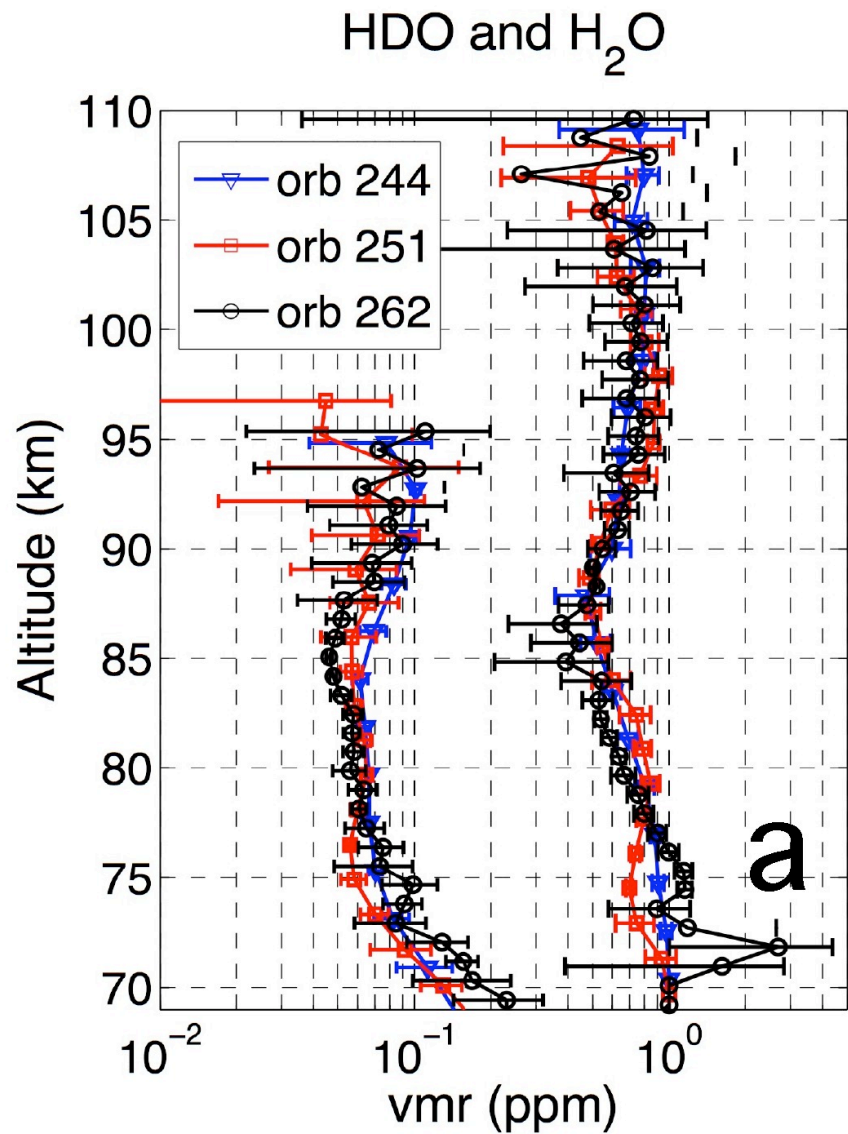 HDO and H₂O
110
105
100
95
90
85
80
75
70
Altitude (km)
orb 244
orb 251
orb 262
a
10⁻² 10⁻¹ 10⁰
vmr (ppm)